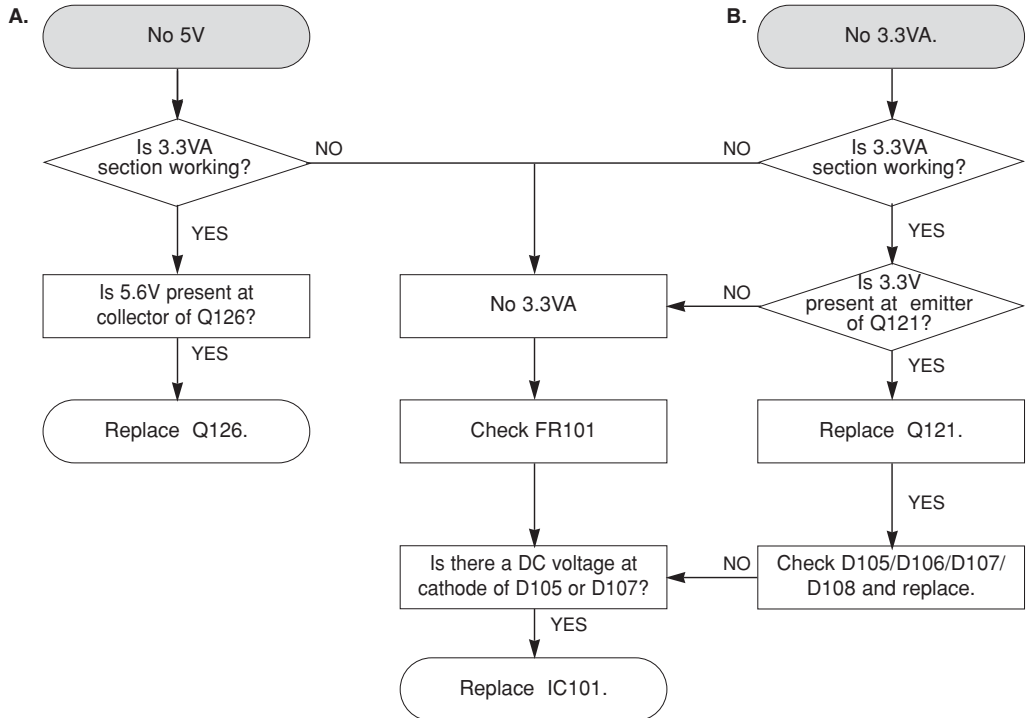 A.
No 5V
Is 3.3VA
section working?
NO
YES
Is 5.6V present at
collector of Q126?
YES
Replace Q126.
B.
No 3.3VA.
Is 3.3VA
section working?
NO
YES
Is 3.3V
present at emitter
of Q121?
NO
YES
No 3.3VA
Check FR101
Replace Q121.
YES
Check D105/D106/D107/
D108 and replace.
NO
Is there a DC voltage at
cathode of D105 or D107?
YES
Replace IC101.